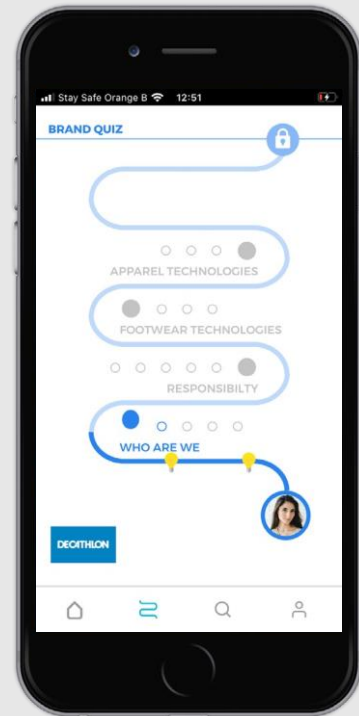 Stay Safe Orange B 12:51
BRAND QUIZ
APPAREL TECHNOLOGIES
FOOTWEAR TECHNOLOGIES
RESPONSIBILTY
WHO ARE WE
DECATHLON